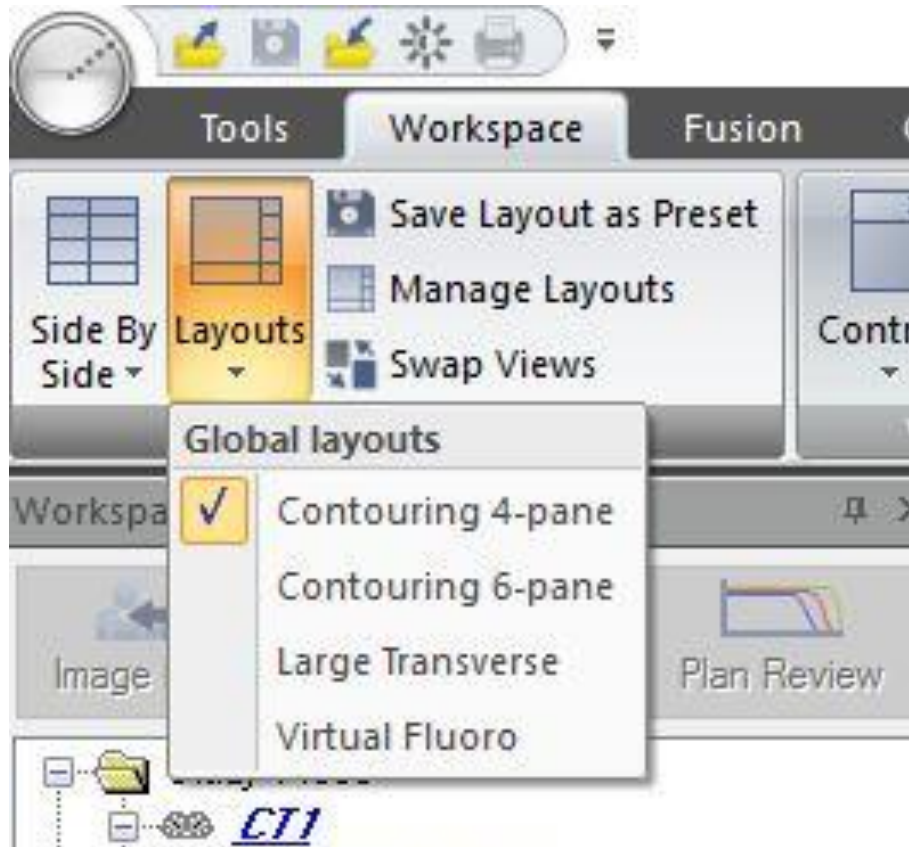 Tools Workspace Fusion
Side By Side
Layouts
Save Layout as Preset
Manage Layouts
Swap Views
Global layouts
Contouring 4-pane
Contouring 6-pane
Large Transverse
Virtual Fluoro
Image
Plan Review
CT1